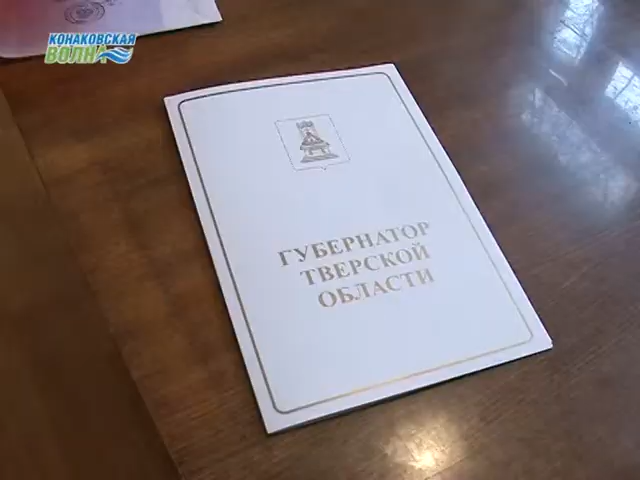 КОНАКОВСКАЯ
ВОЛНА
ГУБЕРНАТОР
ТВЕРСКОЙ
ОБЛАСТИ